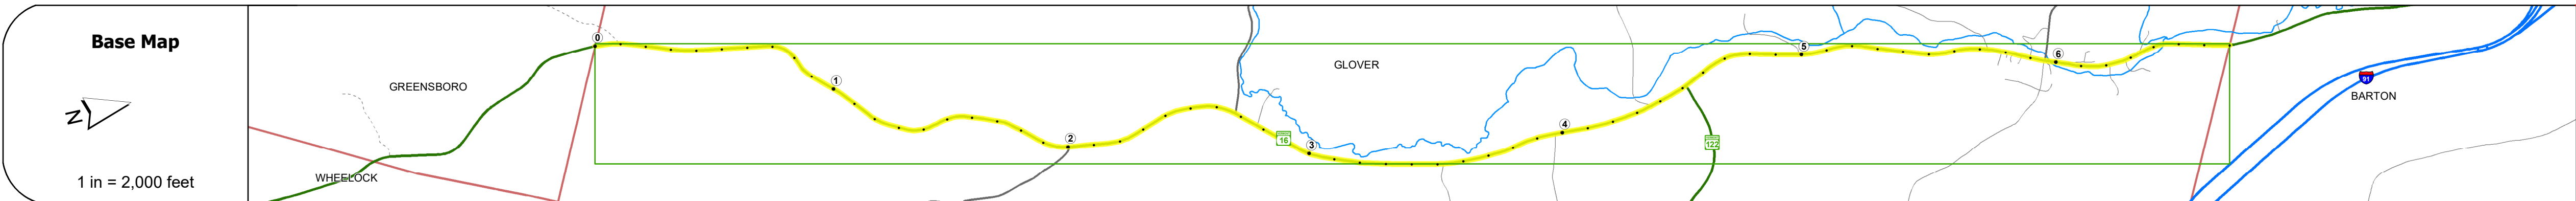 Base Map
N
1 in = 2,000 feet
GREENSBORO
WHEELOCK
0
1
2
16
3
GLOVER
4
122
5
6
91
BARTON